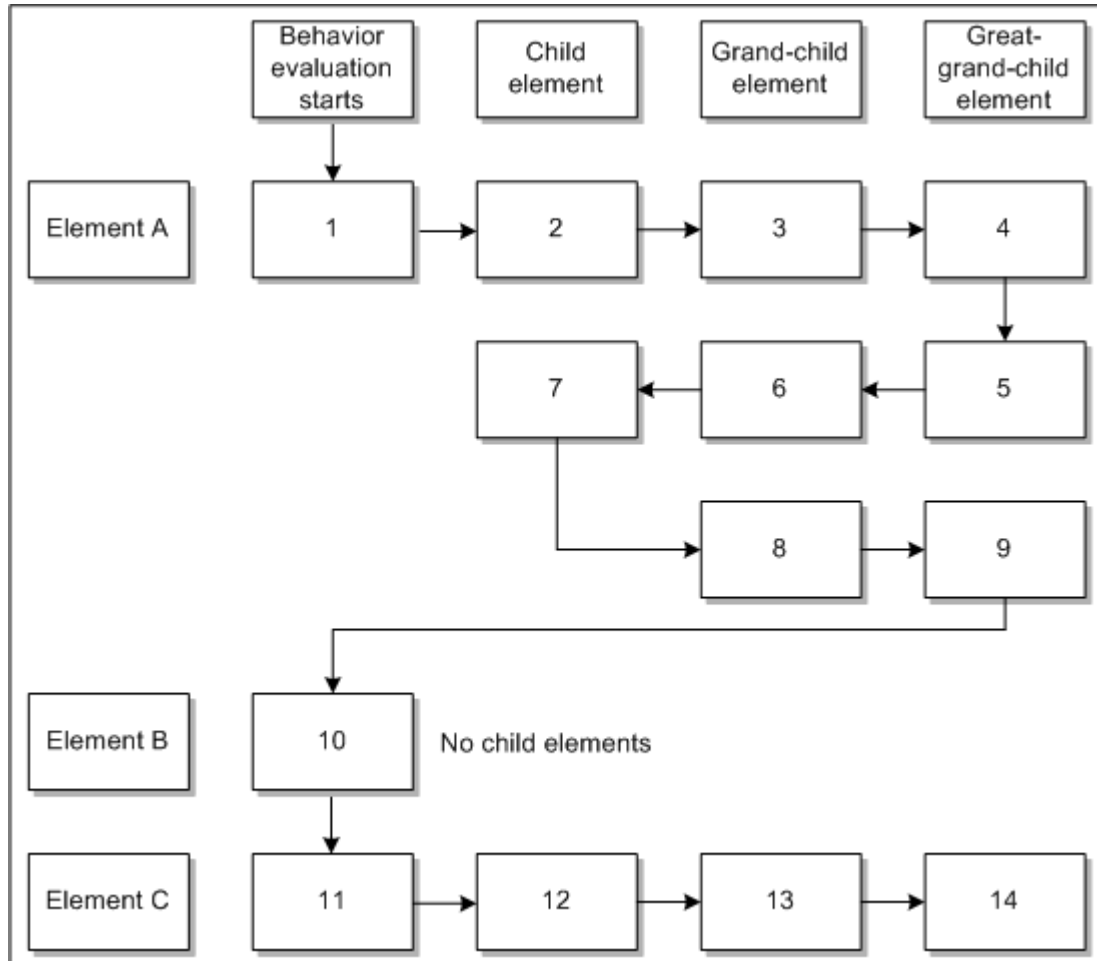 Behavior
evaluation
starts
Child
element
Grand-child
element
Great-
grand-child
element
Element A
1
2
3
4
7
6
5
8
9
Element B
10
No child elements
Element C
11
12
13
14